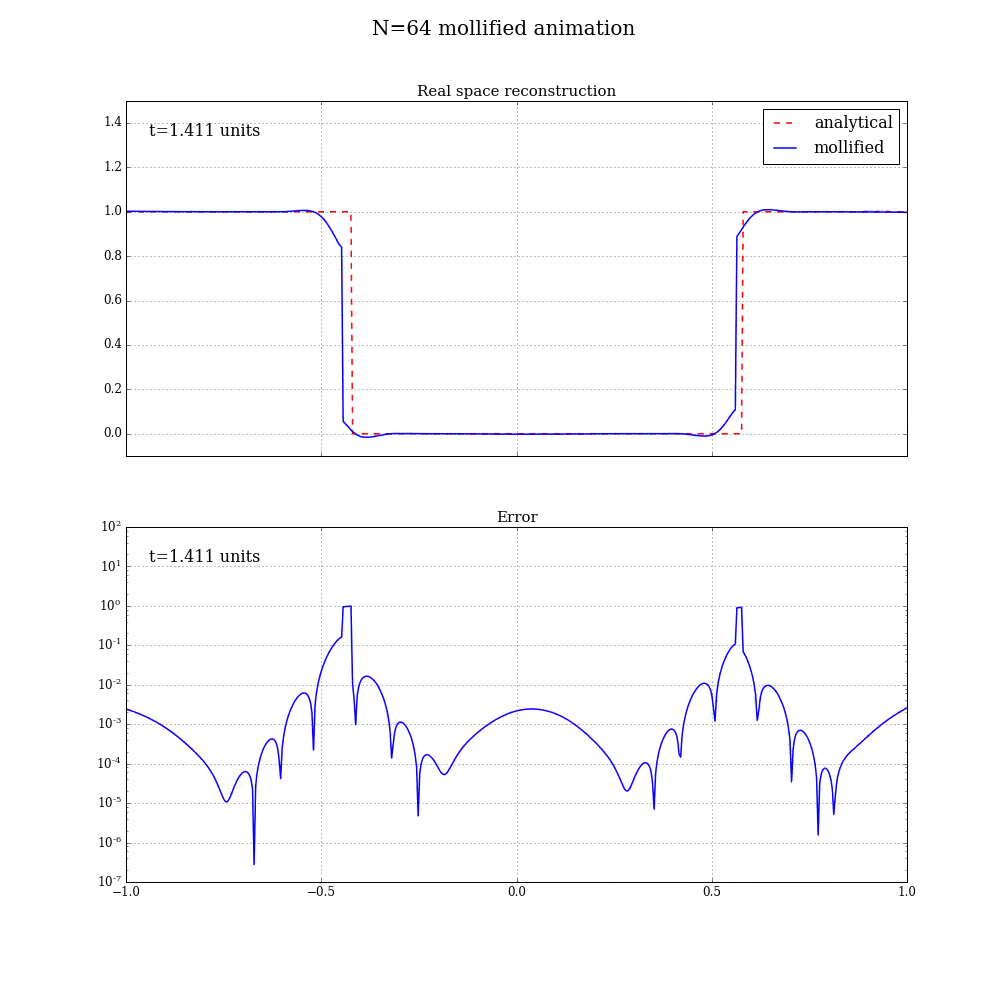 N=64 mollified animation
Real space reconstruction
t=1.411 units
analytical
mollified
1.4
1.2
1.0
0.8
0.6
0.4
0.2
0.0
Error
t=1.411 units
10²
10¹
10⁰
10⁻¹
10⁻²
10⁻³
10⁻⁴
10⁻⁵
10⁻⁶
10⁻⁷
−1.0 −0.5 0.0 0.5 1.0